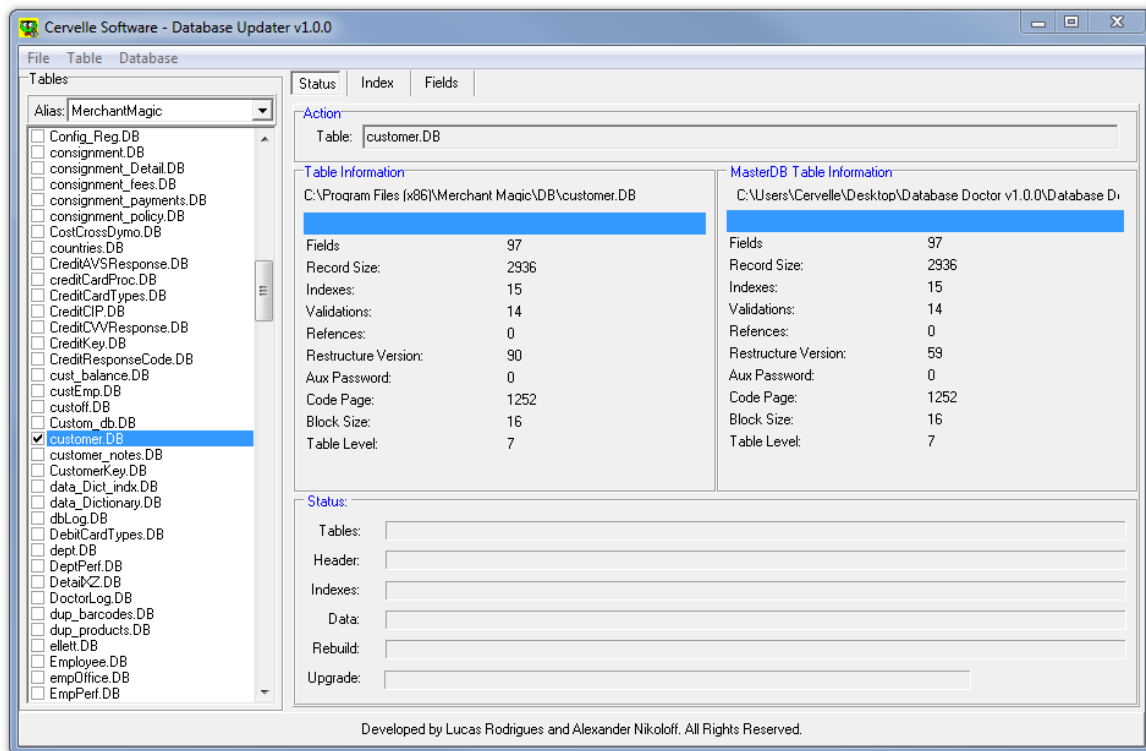 Cervelle Software - Database Updater v1.0.0
File Table Database
Tables
Alias: MerchantMagic
Config_Reg.DB
consignment.DB
consignment_Detail.DB
consignment_fees.DB
consignment_payments.DB
consignment_policy.DB
CostCrossDymo.DB
countries.DB
CreditAVSResponse.DB
creditCardProc.DB
CreditCardTypes.DB
CreditCIP.DB
CreditCVVResponse.DB
CreditKey.DB
CreditResponseCode.DB
cust_balance.DB
custEmp.DB
custoff.DB
Custom_db.DB
customer.DB
customer_notes.DB
CustomerKey.DB
data_Dict_indx.DB
data_Dictionary.DB
dbLog.DB
DebitCardTypes.DB
dept.DB
DeptPerf.DB
DetailXZ.DB
DoctorLog.DB
dup_barcodes.DB
dup_products.DB
ellett.DB
Employee.DB
empOffice.DB
EmpPerf.DB
Status Index Fields
Action
Table: customer.DB
Table Information
C:\Program Files (x86)\Merchant Magic\DB\customer.DB
Fields 97
Record Size: 2936
Indexes: 15
Validations: 14
Refences: 0
Restructure Version: 90
Aux Password: 0
Code Page: 1252
Block Size: 16
Table Level: 7
MasterDB Table Information
C:\Users\Cervelle\Desktop\Database Doctor v1.0.0\Database
Fields 97
Record Size: 2936
Indexes: 15
Validations: 14
Refences: 0
Restructure Version: 59
Aux Password: 0
Code Page: 1252
Block Size: 16
Table Level: 7
Status:
Tables:
Header:
Indexes:
Data:
Rebuild:
Upgrade:
Developed by Lucas Rodrigues and Alexander Nikoloff. All Rights Reserved.